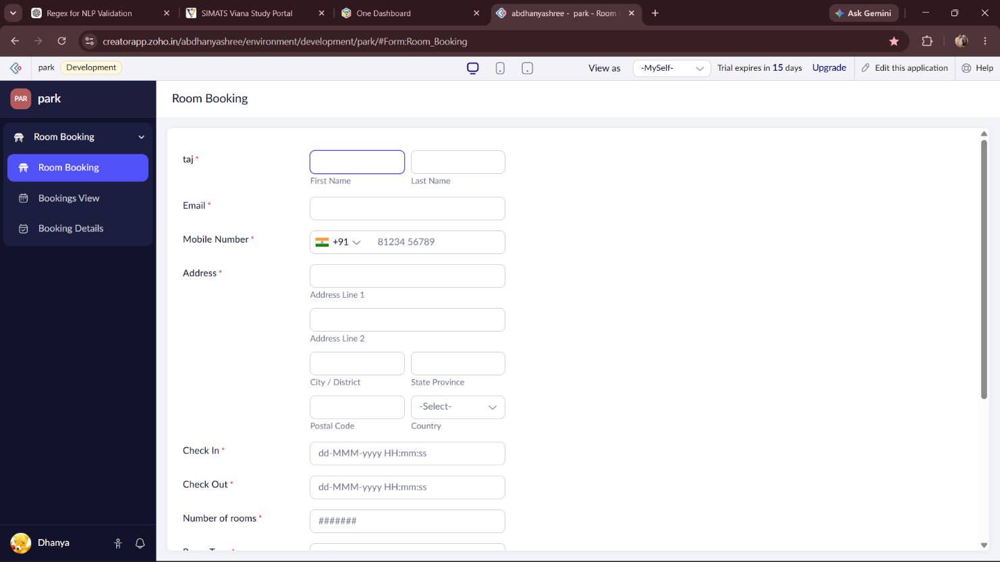 Regex for NLP Validation
SIMATS Viana Study Portal
One Dashboard
abdhanyashree - park - Room
Ask Gemini
creatorapp.zoho.in/abdhanyashree/environment/development/park/#Form:Room_Booking
park
Development
View as
-MySelf-
Trial expires in 15 days
Upgrade
Edit this application
Help
PAR
park
Room Booking
Room Booking
Bookings View
Booking Details
Dhanya
Room Booking
taj *
First Name
Last Name
Email *
Mobile Number *
+91
81234 56789
Address *
Address Line 1
Address Line 2
City / District
State Province
Postal Code
-Select-
Country
Check In *
dd-MMM-yyyy HH:mm:ss
Check Out *
dd-MMM-yyyy HH:mm:ss
Number of rooms *
#######